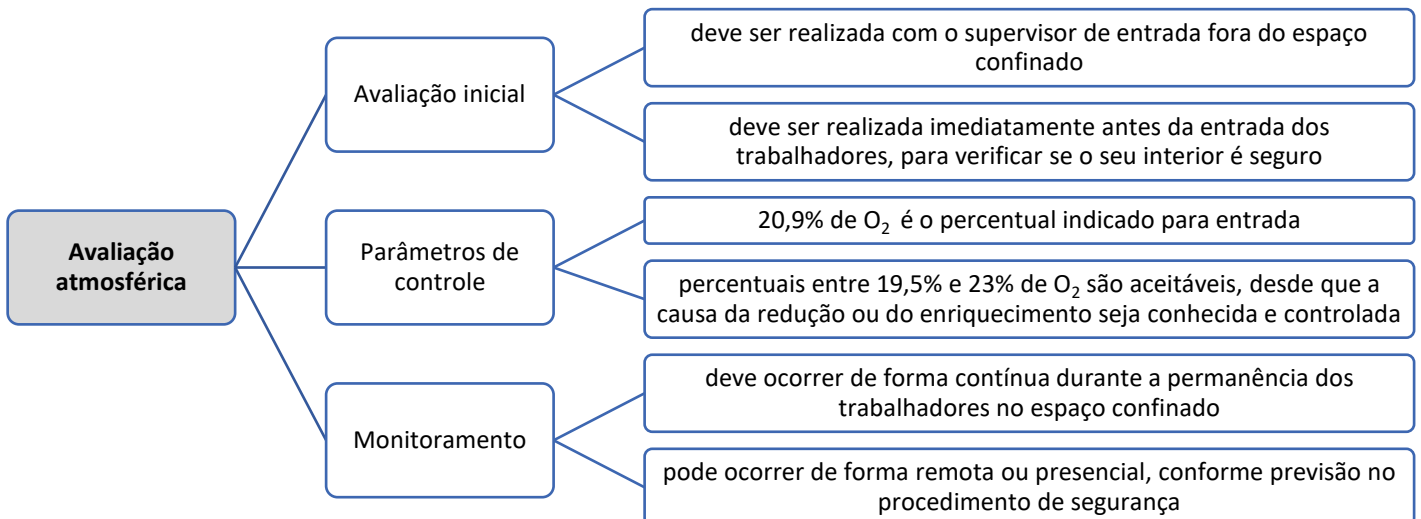 Avaliação
atmosférica
Avaliação inicial
deve ser realizada com o supervisor de entrada fora do espaço
confinado
deve ser realizada imediatamente antes da entrada dos
trabalhadores, para verificar se o seu interior é seguro
Parâmetros de
controle
20,9% de O₂ é o percentual indicado para entrada
percentuais entre 19,5% e 23% de O₂ são aceitáveis, desde que a
causa da redução ou do enriquecimento seja conhecida e controlada
Monitoramento
deve ocorrer de forma contínua durante a permanência dos
trabalhadores no espaço confinado
pode ocorrer de forma remota ou presencial, conforme previsão no
procedimento de segurança